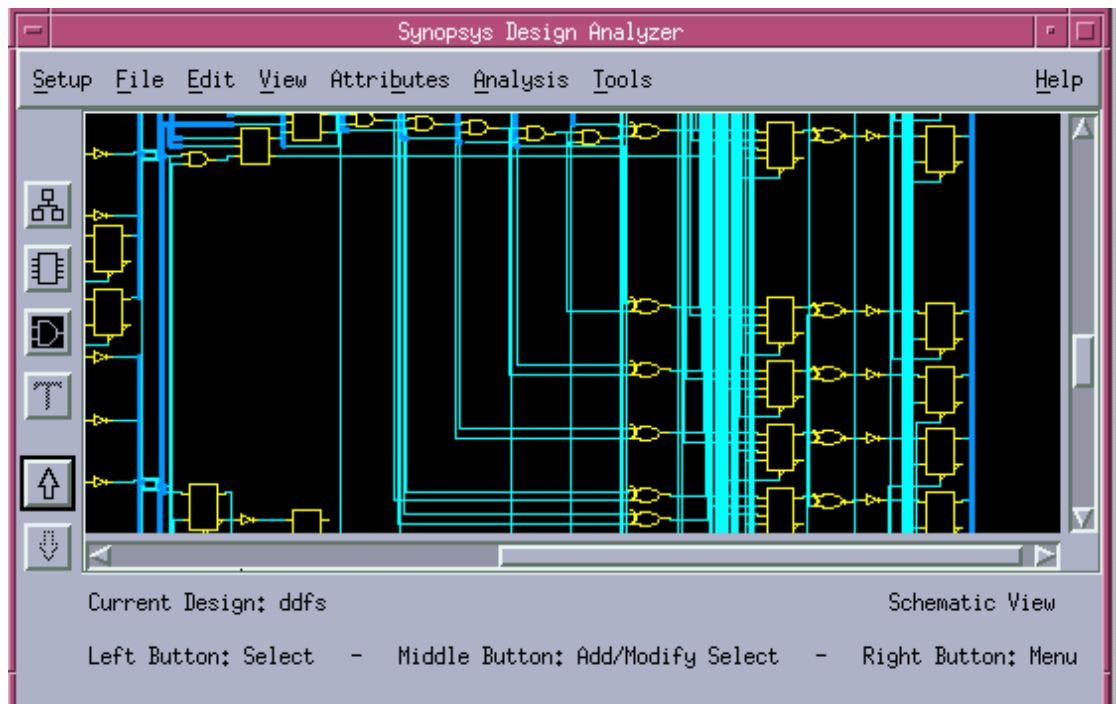 Synopsys Design Analyzer
Setup File Edit View Attributes Analysis Tools Help
Current Design: ddfs Schematic View
Left Button: Select - Middle Button: Add/Modify Select - Right Button: Menu